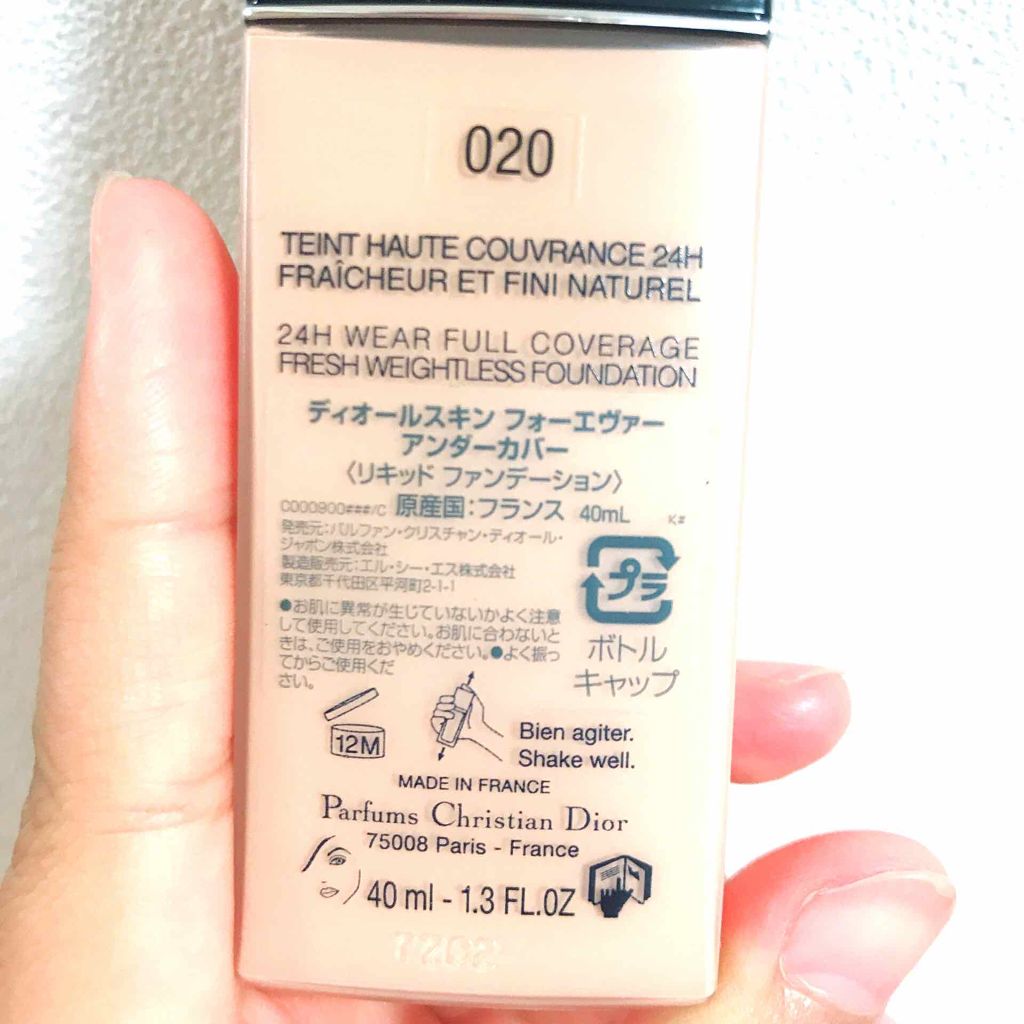 020
TEINT HAUTE COUVRANCE 24H
FRAÎCHEUR ET FINI NATUREL
24H WEAR FULL COVERAGE
FRESH WEIGHTLESS FOUNDATION
ディオールスキン フォーエヴァー
アンダーカバー
〈リキッド ファンデーション〉
C000900###/C 原産国:フランス 40mL K#
発売元:パルファン・クリスチャン・ディオール・
ジャポン株式会社
製造販売元:エル・シー・エス株式会社
東京都千代田区平河町2-1-1
●お肌に異常が生じていないかよく注意
して使用してください。お肌に合わないと
きは、ご使用をおやめください。●よく振っ
てからご使用くだ
さい。
プラ
ボトル
キャップ
12M
Bien agiter.
Shake well.
MADE IN FRANCE
Parfums Christian Dior
75008 Paris - France
40 ml - 1.3 FL.OZ